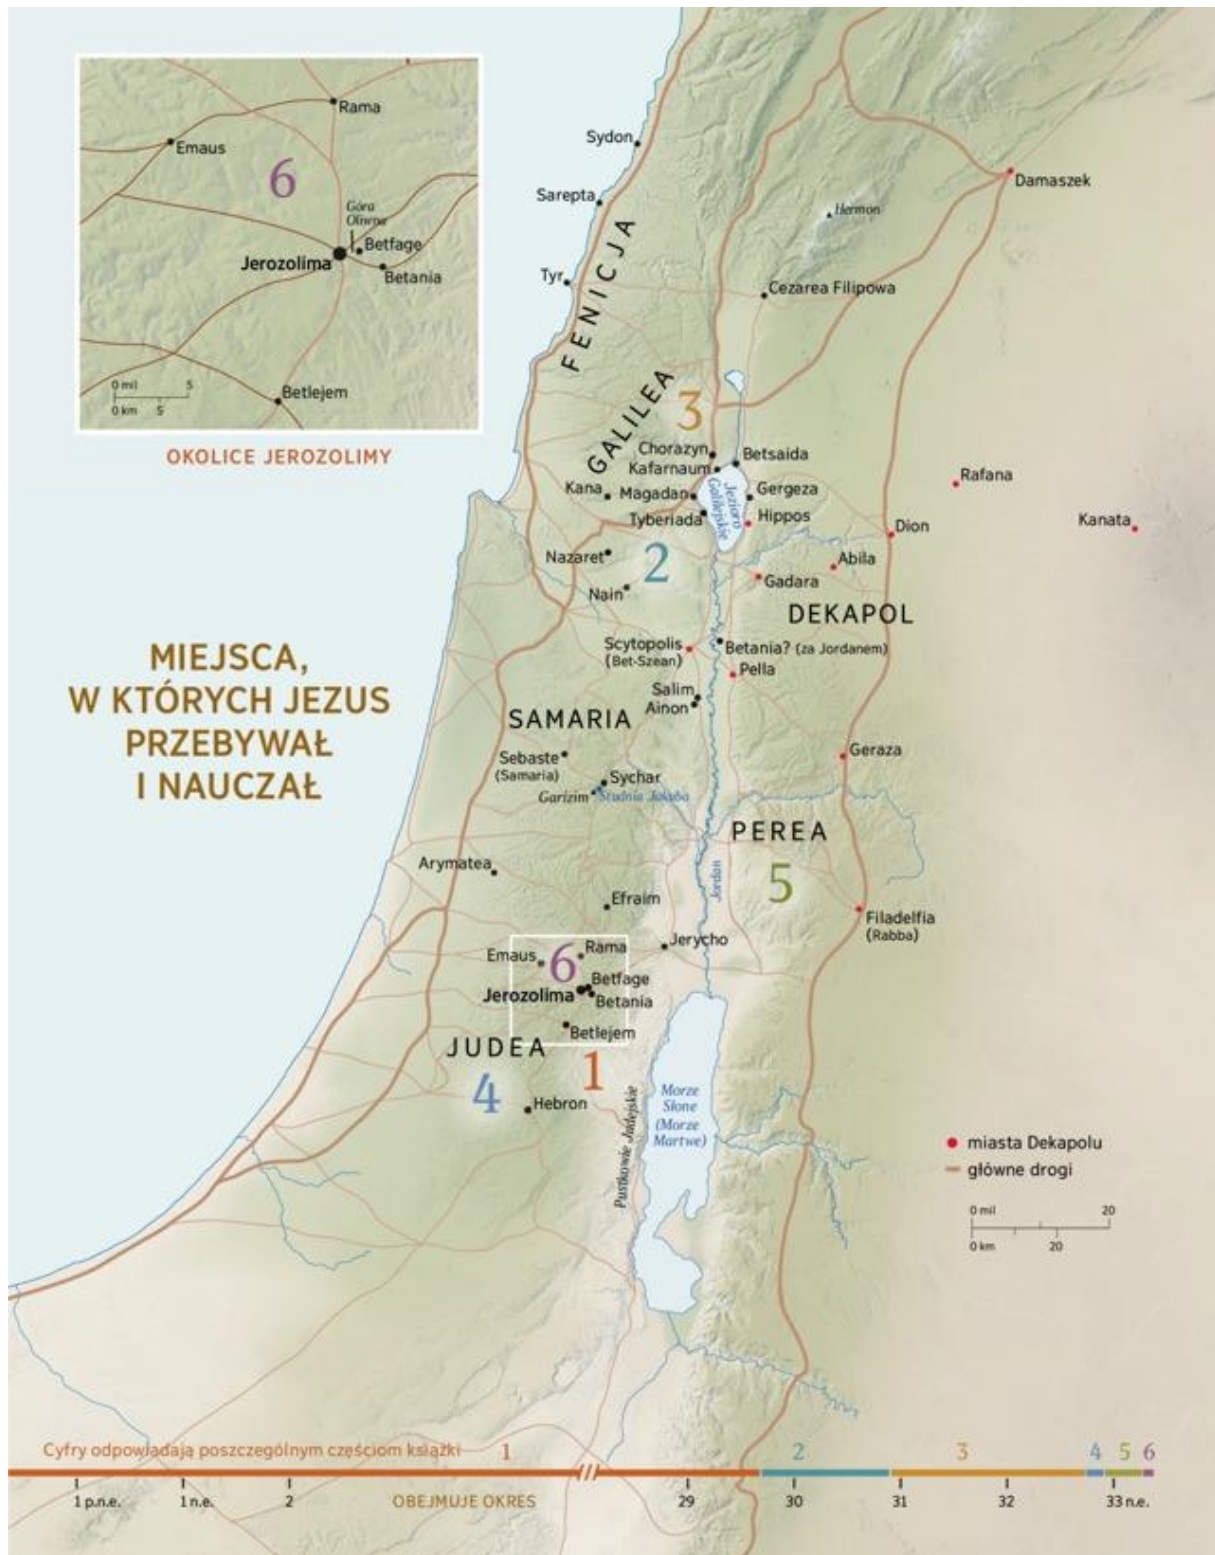 Rama
Emaus
6
Góra
Oliwna
Betfage
Jerozolima
Betania
Betlejem
0 mil 5
0 km 5
OKOLICE JEROZOLIMY
MIEJSCA,
W KTÓRYCH JEZUS
PRZEBYWAŁ
I NAUCZAŁ
Sydon
Sarepta
Tyr
FENICJA
Damaszek
Hermon
Cezarea Filipowa
GALILEA
3
Chorazyn
Betsaida
Kafarnaum
Kana
Magadan
Gergeza
Jezioro
Galilejskie
Tyberiada
Hippos
Rafana
Kanata
Dion
Nazaret
2
Abila
Gadara
Nain
DEKAPOL
Scytopolis
(Bet-Szean)
Betania? (za Jordanem)
Pella
Salim
Ainon
SAMARIA
Sebaste
(Samaria)
Sychar
Garizim
Studnia Jakuba
Geraza
PEREA
5
Jordan
Arymatea
Efraim
Filadelfia
(Rabba)
Jerycho
Rama
Emaus
6
Betfage
Jerozolima
Betania
Betlejem
JUDEA
1
4
Hebron
Pustkowie Judejskie
Morze
Słone
(Morze
Martwe)
miasta Dekapolu
główne drogi
0 mil 20
0 km 20
Cyfry odpowiadają poszczególnym częściom książki 1 2 3 4 5 6
1 p.n.e. 1 n.e. 2 OBEJMUJE OKRES 29 30 31 32 33 n.e.